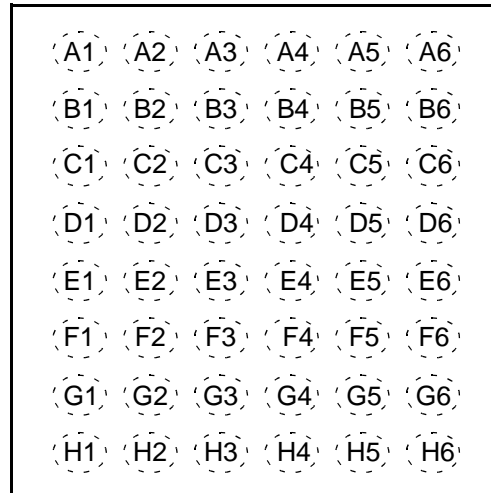 A1 A2 A3 A4 A5 A6
B1 B2 B3 B4 B5 B6
C1 C2 C3 C4 C5 C6
D1 D2 D3 D4 D5 D6
E1 E2 E3 E4 E5 E6
F1 F2 F3 F4 F5 F6
G1 G2 G3 G4 G5 G6
H1 H2 H3 H4 H5 H6